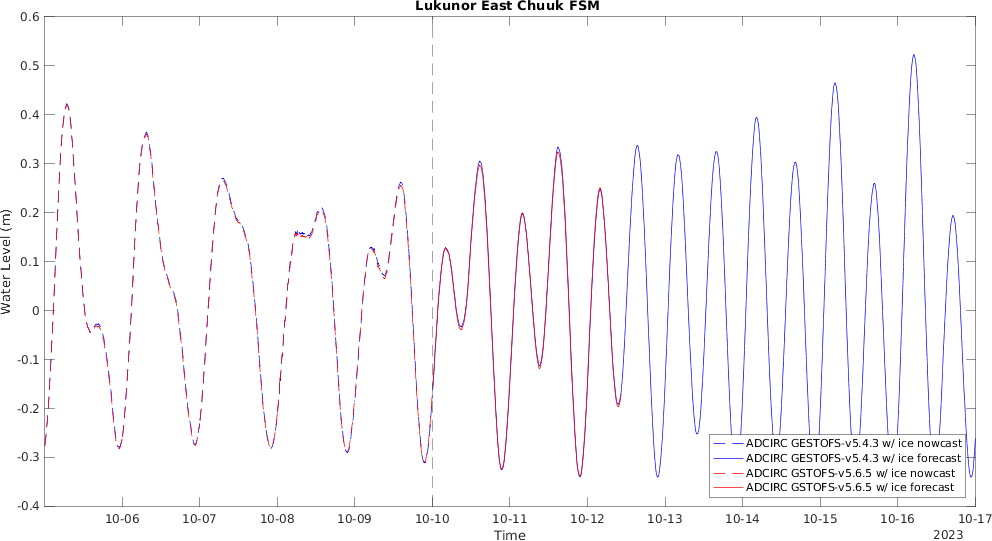 Lukunor East Chuuk FSM
0.6
0.5
0.4
0.3
0.2
0.1
0
-0.1
-0.2
-0.3
-0.4
Water Level (m)
ADCIRC GESTOFS-v5.4.3 w/ ice nowcast
ADCIRC GESTOFS-v5.4.3 w/ ice forecast
ADCIRC GSTOFS-v5.6.5 w/ ice nowcast
ADCIRC GSTOFS-v5.6.5 w/ ice forecast
10-06 10-07 10-08 10-09 10-10 10-11 10-12 10-13 10-14 10-15 10-16 10-17
Time
2023